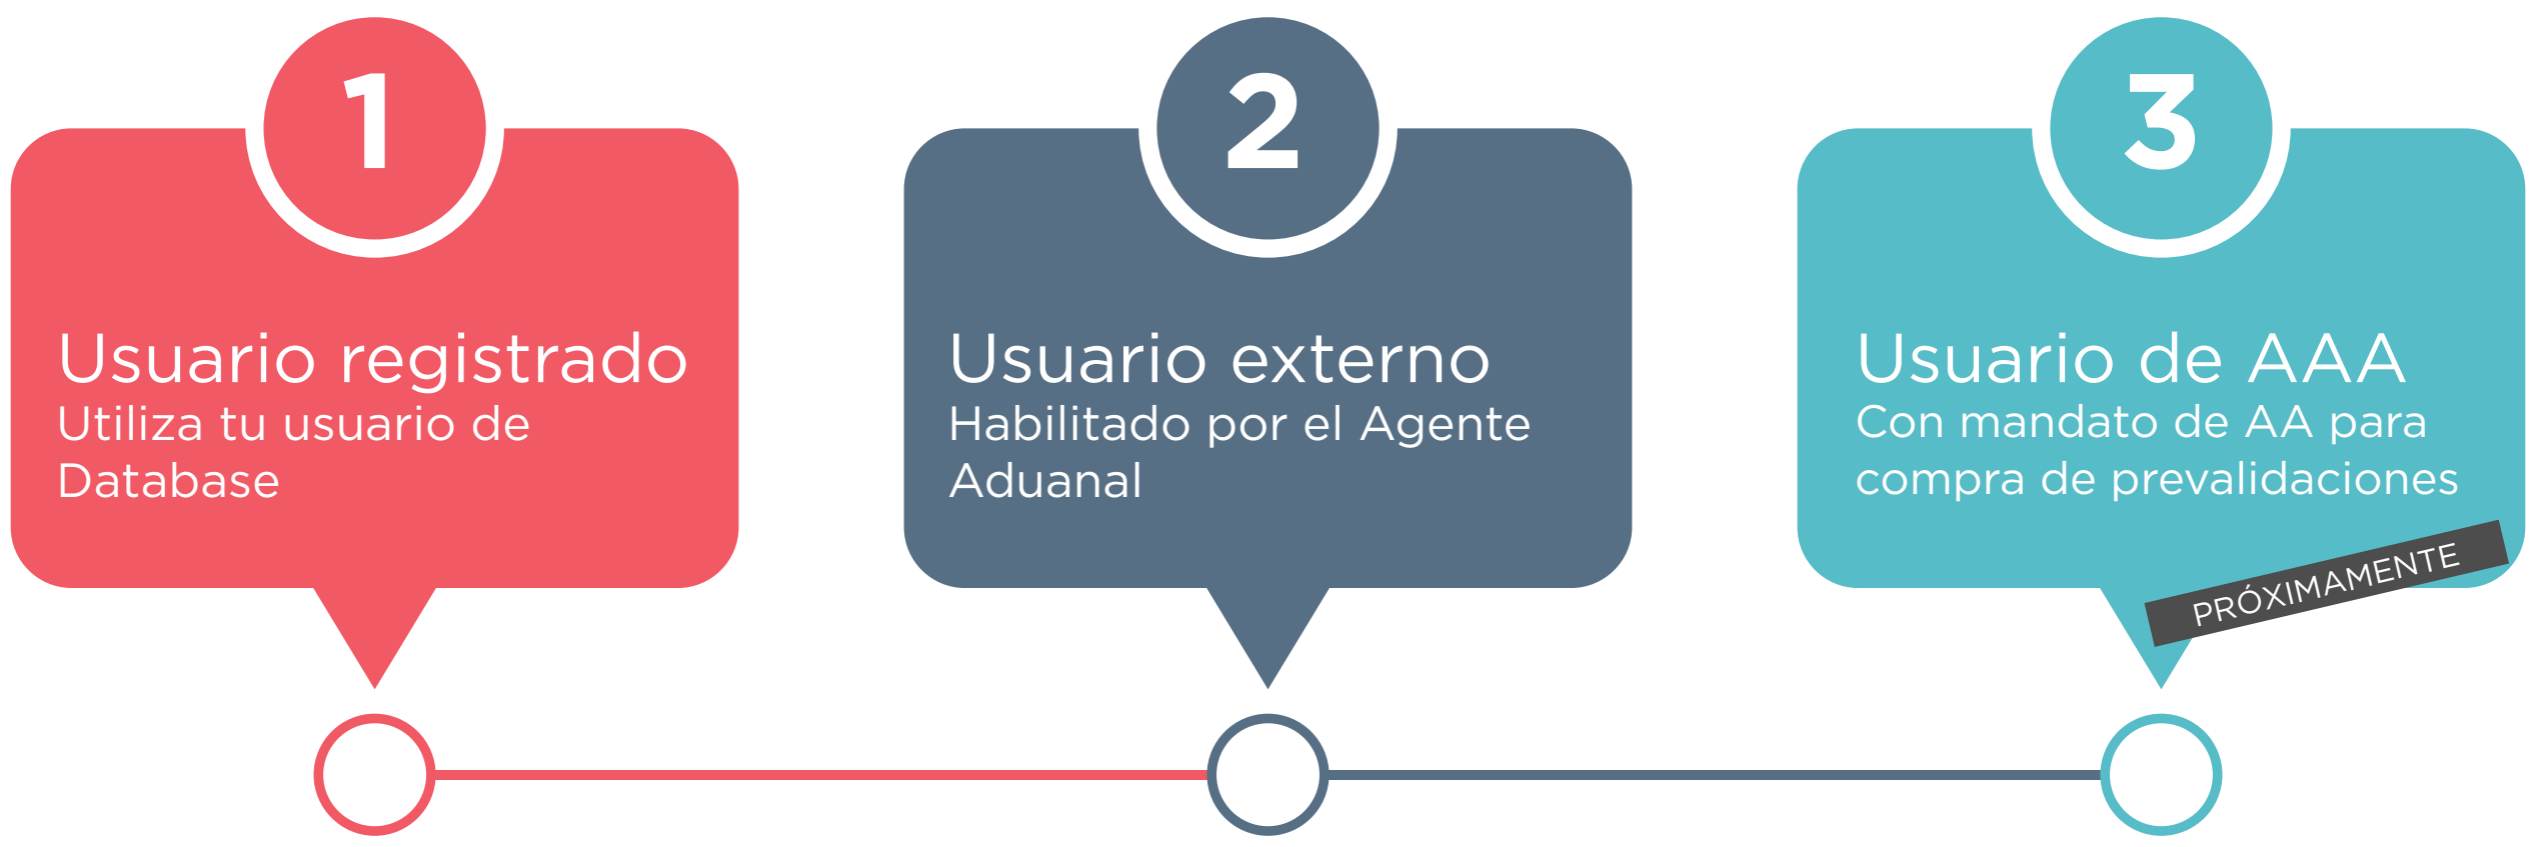 1
Usuario registrado
Utiliza tu usuario de
Database
2
Usuario externo
Habilitado por el Agente
Aduanal
3
Usuario de AAA
Con mandato de AA para
compra de prevalidaciones
PRÓXIMAMENTE